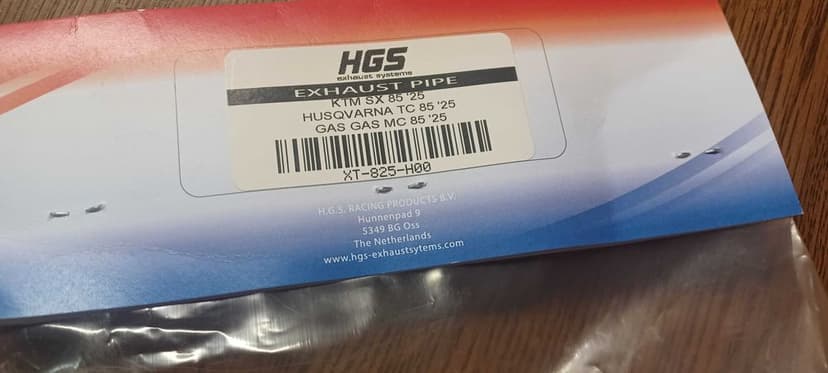 HGS
exhaust systems
EXHAUST PIPE
KTM SX 85 '25
HUSQVARNA TC 85 '25
GAS GAS MC 85 '25
XT-825-H00
H.G.S. RACING PRODUCTS B.V.
Hunnenpad 9
5349 BG Oss
The Netherlands
www.hgs-exhaustsytems.com